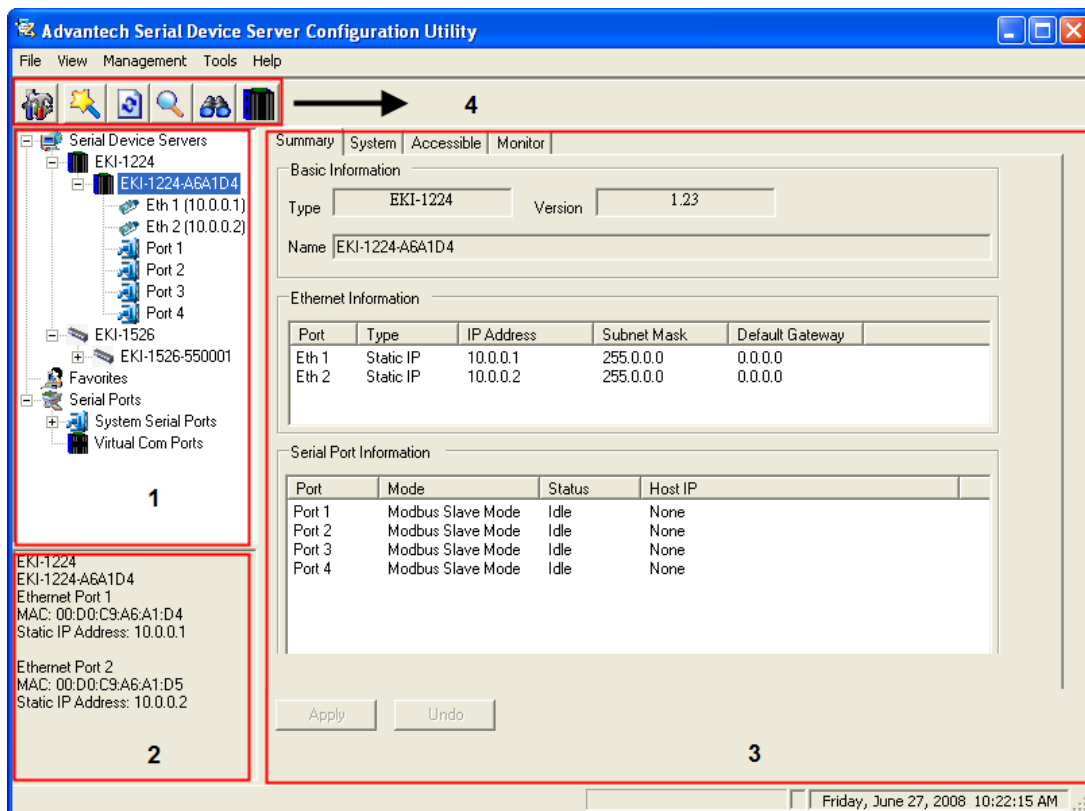 Advantech Serial Device Server Configuration Utility
File View Management Tools Help
4
Serial Device Servers
EKI-1224
EKI-1224-A6A1D4
Eth 1 (10.0.0.1)
Eth 2 (10.0.0.2)
Port 1
Port 2
Port 3
Port 4
EKI-1526
EKI-1526-550001
Favorites
Serial Ports
System Serial Ports
Virtual Com Ports
1
EKI-1224
EKI-1224-A6A1D4
Ethernet Port 1
MAC: 00:D0:C9:A6:A1:D4
Static IP Address: 10.0.0.1
Ethernet Port 2
MAC: 00:D0:C9:A6:A1:D5
Static IP Address: 10.0.0.2
2
Summary System Accessible Monitor
Basic Information
Type EKI-1224 Version 1.23
Name EKI-1224-A6A1D4
Ethernet Information
Port Type IP Address Subnet Mask Default Gateway
Eth 1 Static IP 10.0.0.1 255.0.0.0 0.0.0.0
Eth 2 Static IP 10.0.0.2 255.0.0.0 0.0.0.0
Serial Port Information
Port Mode Status Host IP
Port 1 Modbus Slave Mode Idle None
Port 2 Modbus Slave Mode Idle None
Port 3 Modbus Slave Mode Idle None
Port 4 Modbus Slave Mode Idle None
Apply Undo
3
Friday, June 27, 2008 10:22:15 AM